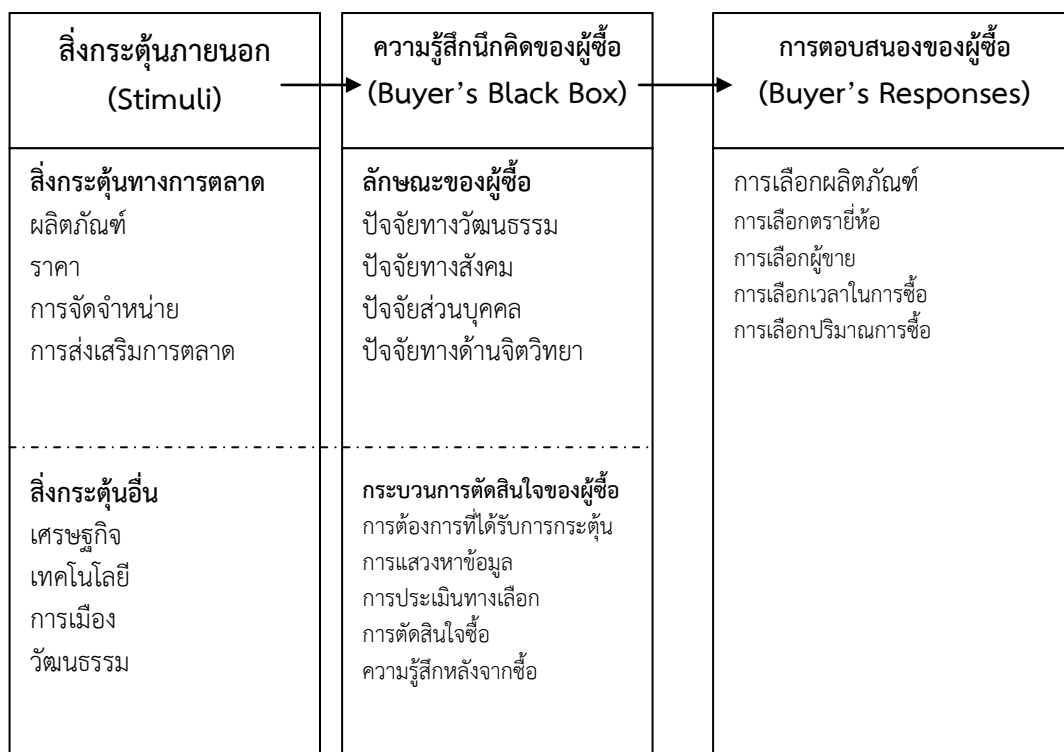 สิ่งกระตุ้นภายนอก
(Stimuli)
ความรู้สึกนึกคิดของผู้ซื้อ
(Buyer's Black Box)
การตอบสนองของผู้ซื้อ
(Buyer's Responses)
สิ่งกระตุ้นทางการตลาด
ผลิตภัณฑ์
ราคา
การจัดจำหน่าย
การส่งเสริมการตลาด
สิ่งกระตุ้นอื่น
เศรษฐกิจ
เทคโนโลยี
การเมือง
วัฒนธรรม
ลักษณะของผู้ซื้อ
ปัจจัยทางวัฒนธรรม
ปัจจัยทางสังคม
ปัจจัยส่วนบุคคล
ปัจจัยทางด้านจิตวิทยา
กระบวนการตัดสินใจของผู้ซื้อ
การต้องการที่ได้รับการกระตุ้น
การแสวงหาข้อมูล
การประเมินทางเลือก
การตัดสินใจซื้อ
ความรู้สึกหลังจากซื้อ
การเลือกผลิตภัณฑ์
การเลือกตรายี่ห้อ
การเลือกผู้ขาย
การเลือกเวลาในการซื้อ
การเลือกปริมาณการซื้อ